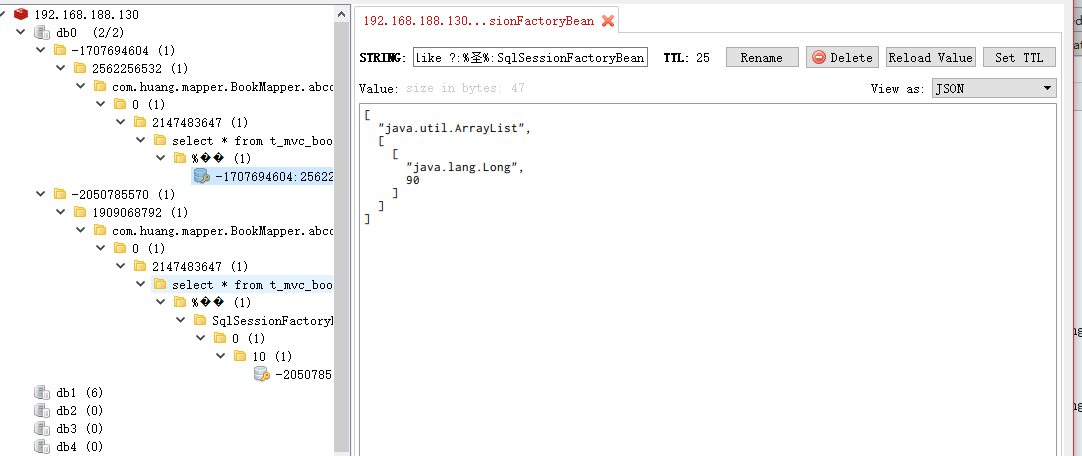 192.168.188.130
db0 (2/2)
-1707694604 (1)
2562256532 (1)
com.huang.mapper.BookMapper.abcd
0 (1)
2147483647 (1)
select * from t_mvc_boo
%�� (1)
-1707694604:25622
-2050785570 (1)
1909068792 (1)
com.huang.mapper.BookMapper.abcd
0 (1)
2147483647 (1)
select * from t_mvc_boo
%�� (1)
SqlSessionFactory
0 (1)
10 (1)
-2050785
db1 (6)
db2 (0)
db3 (0)
db4 (0)
192.168.188.130...sionFactoryBean
STRING: like ?:%圣%:SqlSessionFactoryBean TTL: 25 Rename Delete Reload Value Set TTL
Value: size in bytes: 47 View as: JSON
[
"java.util.ArrayList",
[
[
"java.lang.Long",
90
]
]
]